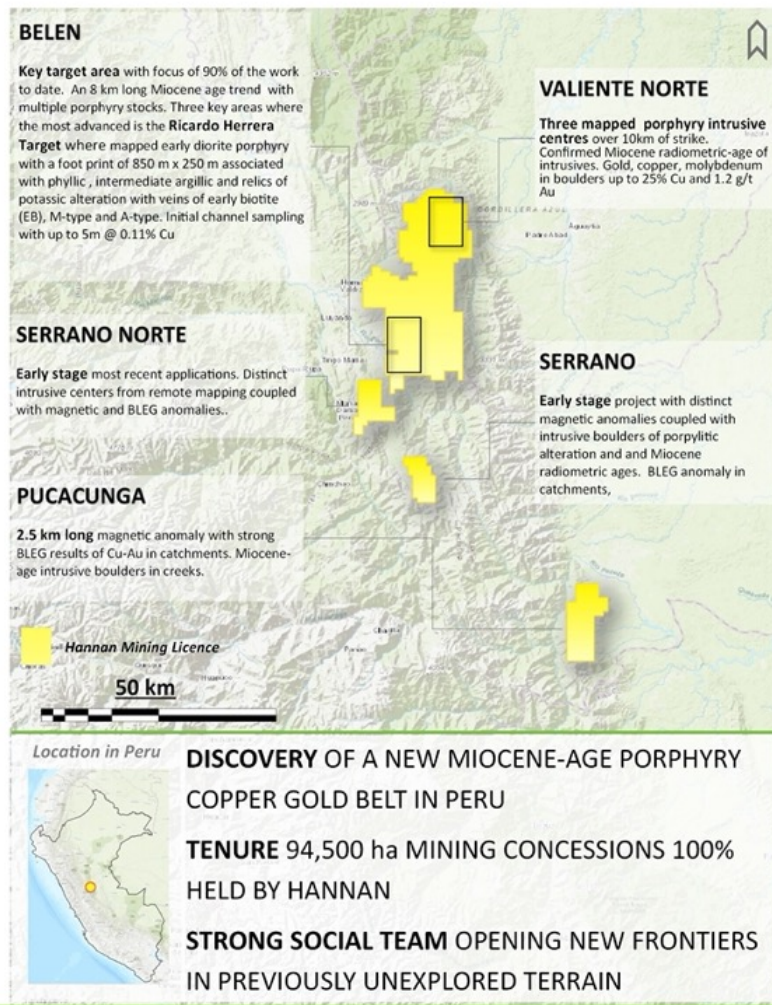 BELEN
Key target area with focus of 90% of the work
to date. An 8 km long Miocene age trend with
multiple porphyry stocks. Three key areas where
the most advanced is the Ricardo Herrera
Target where mapped early diorite porphyry
with a foot print of 850 m x 250 m associated
with phyllic , intermediate argillic and relics of
potassic alteration with veins of early biotite
(EB), M-type and A-type. Initial channel sampling
with up to 5m @ 0.11% Cu
VALIENTE NORTE
Three mapped porphyry intrusive
centres over 10km of strike.
Confirmed Miocene radiometric-age of
intrusives. Gold, copper, molybdenum
in boulders up to 25% Cu and 1.2 g/t
Au
CORDILLERA AZUL
Padre Abad
Aguaytia
SERRANO NORTE
Early stage most recent applications. Distinct
intrusive centers from remote mapping coupled
with magnetic and BLEG anomalies..
Tingo Maria
SERRANO
Early stage project with distinct
magnetic anomalies coupled with
intrusive boulders of porpylitic
alteration and and Miocene
radiometric ages. BLEG anomaly in
catchments,
PUCACUNGA
2.5 km long magnetic anomaly with strong
BLEG results of Cu-Au in catchments. Miocene-
age intrusive boulders in creeks.
Hannan Mining Licence
50 km
Location in Peru
DISCOVERY OF A NEW MIOCENE-AGE PORPHYRY
COPPER GOLD BELT IN PERU
TENURE 94,500 ha MINING CONCESSIONS 100%
HELD BY HANNAN
STRONG SOCIAL TEAM OPENING NEW FRONTIERS
IN PREVIOUSLY UNEXPLORED TERRAIN